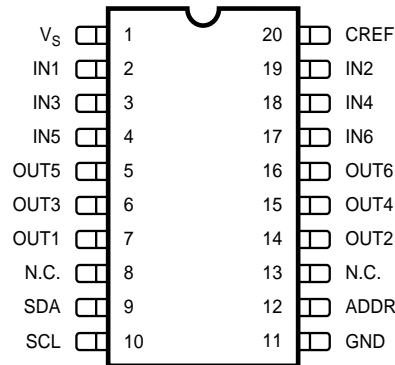 VS 1 20 CREF
IN1 2 19 IN2
IN3 3 18 IN4
IN5 4 17 IN6
OUT5 5 16 OUT6
OUT3 6 15 OUT4
OUT1 7 14 OUT2
N.C. 8 13 N.C.
SDA 9 12 ADDR
SCL 10 11 GND